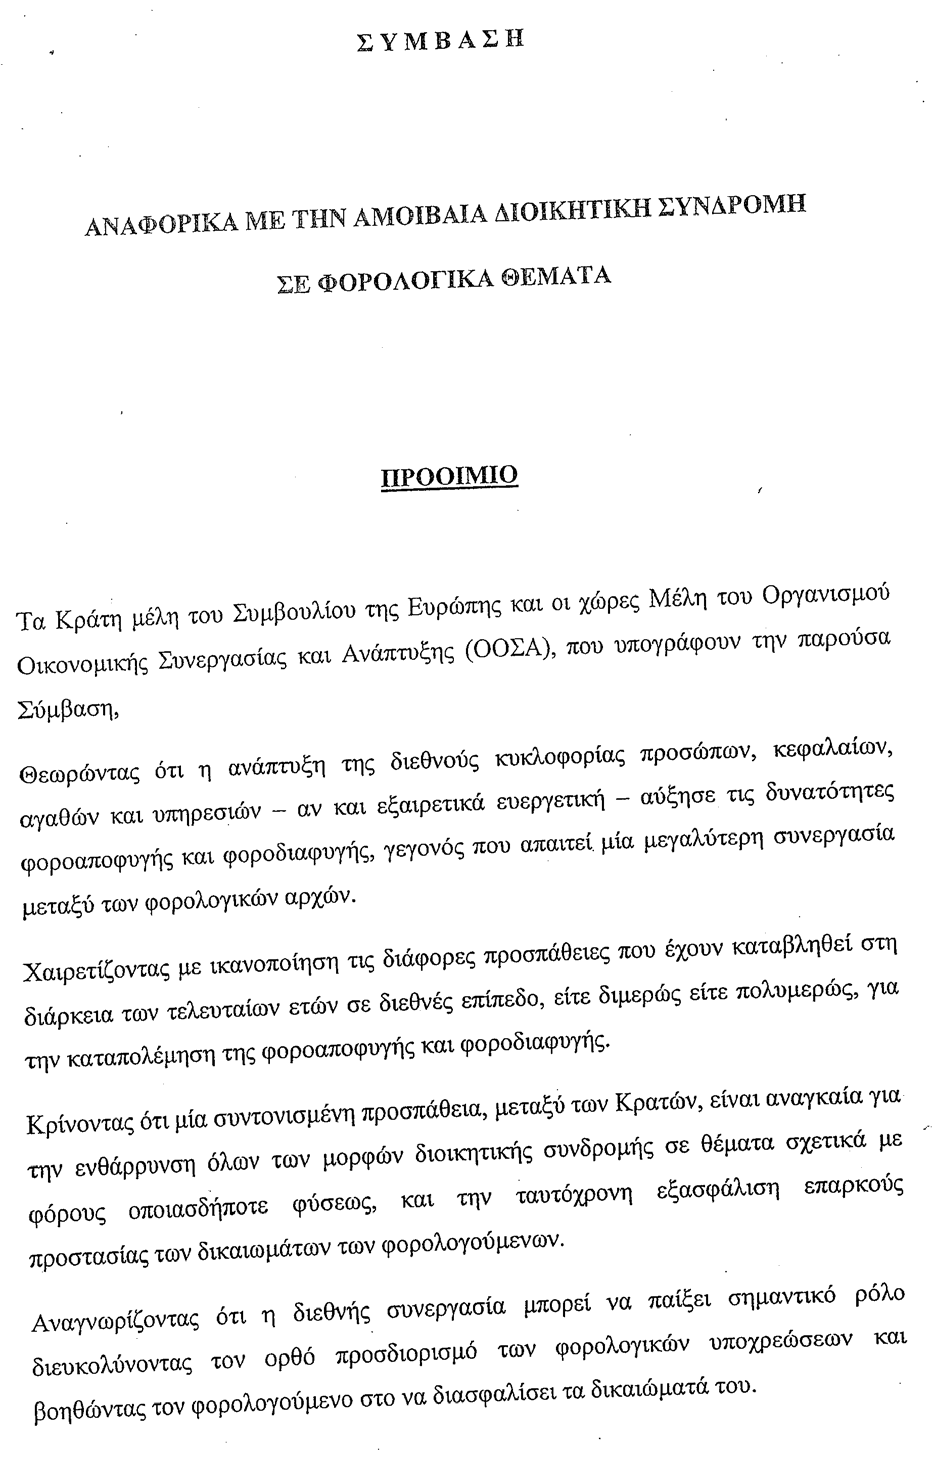 ΣΥΜΒΑΣΗ
ΑΝΑΦΟΡΙΚΑ ΜΕ ΤΗΝ ΑΜΟΙΒΑΙΑ ΔΙΟΙΚΗΤΙΚΗ ΣΥΝΔΡΟΜΗ
ΣΕ ΦΟΡΟΛΟΓΙΚΑ ΘΕΜΑΤΑ
ΠΡΟΟΙΜΙΟ
Τα Κράτη μέλη του Συμβουλίου της Ευρώπης και οι χώρες Μέλη του Οργανισμού
Οικονομικής Συνεργασίας και Ανάπτυξης (ΟΟΣΑ), που υπογράφουν την παρούσα
Σύμβαση,
Θεωρώντας ότι η ανάπτυξη της διεθνούς κυκλοφορίας προσώπων, κεφαλαίων,
αγαθών και υπηρεσιών – αν και εξαιρετικά ευεργετική – αύξησε τις δυνατότητες
φοροαποφυγής και φοροδιαφυγής, γεγονός που απαιτεί μία μεγαλύτερη συνεργασία
μεταξύ των φορολογικών αρχών.
Χαιρετίζοντας με ικανοποίηση τις διάφορες προσπάθειες που έχουν καταβληθεί στη
διάρκεια των τελευταίων ετών σε διεθνές επίπεδο, είτε διμερώς είτε πολυμερώς, για
την καταπολέμηση της φοροαποφυγής και φοροδιαφυγής.
Κρίνοντας ότι μία συντονισμένη προσπάθεια, μεταξύ των Κρατών, είναι αναγκαία για
την ενθάρρυνση όλων των μορφών διοικητικής συνδρομής σε θέματα σχετικά με
φόρους οποιασδήποτε φύσεως, και την ταυτόχρονη εξασφάλιση επαρκούς
προστασίας των δικαιωμάτων των φορολογούμενων.
Αναγνωρίζοντας ότι η διεθνής συνεργασία μπορεί να παίξει σημαντικό ρόλο
διευκολύνοντας τον ορθό προσδιορισμό των φορολογικών υποχρεώσεων και
βοηθώντας τον φορολογούμενο στο να διασφαλίσει τα δικαιώματά του.